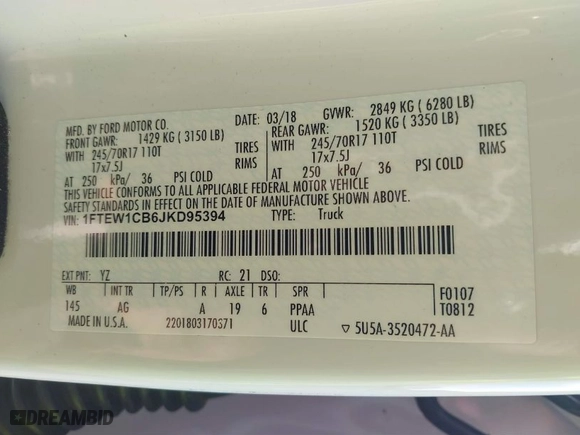 MFD. BY FORD MOTOR CO. DATE: 03/18 GVWR: 2849 KG ( 6280 LB)
FRONT GAWR: 1429 KG ( 3150 LB) REAR GAWR: 1520 KG ( 3350 LB)
WITH 245/70R17 110T TIRES WITH 245/70R17 110T TIRES
17x7.5J RIMS 17x7.5J RIMS
AT 250 kPa/ 36 PSI COLD AT 250 kPa/ 36 PSI COLD
THIS VEHICLE CONFORMS TO ALL APPLICABLE FEDERAL MOTOR VEHICLE
SAFETY STANDARDS IN EFFECT ON THE DATE OF MANUFACTURE SHOWN ABOVE.
VIN: 1FTEW1CB6JKD95394 TYPE: Truck
EXT PNT: YZ RC: 21 DSO:
WB INT TR TP/PS R AXLE TR SPR F0107
145 AG A 19 6 PPAA T0812
MADE IN U.S.A. 2201803170371 ULC ▽ 5U5A-3520472-AA
DREAMBID